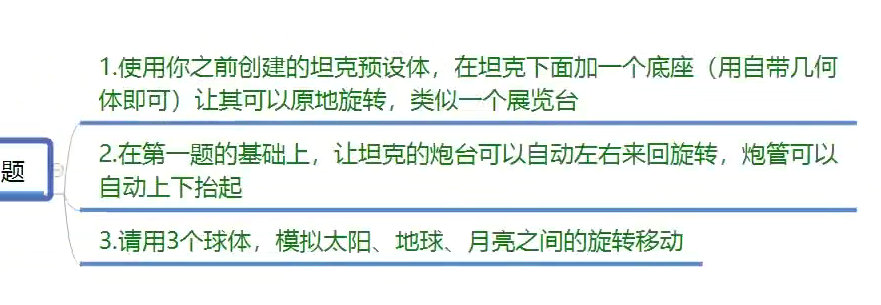 1.使用你之前创建的坦克预设体，在坦克下面加一个底座（用自带几何
体即可）让其可以原地旋转，类似一个展览台
2.在第一题的基础上，让坦克的炮台可以自动左右来回旋转，炮管可以
自动上下抬起
题
3.请用3个球体，模拟太阳、地球、月亮之间的旋转移动